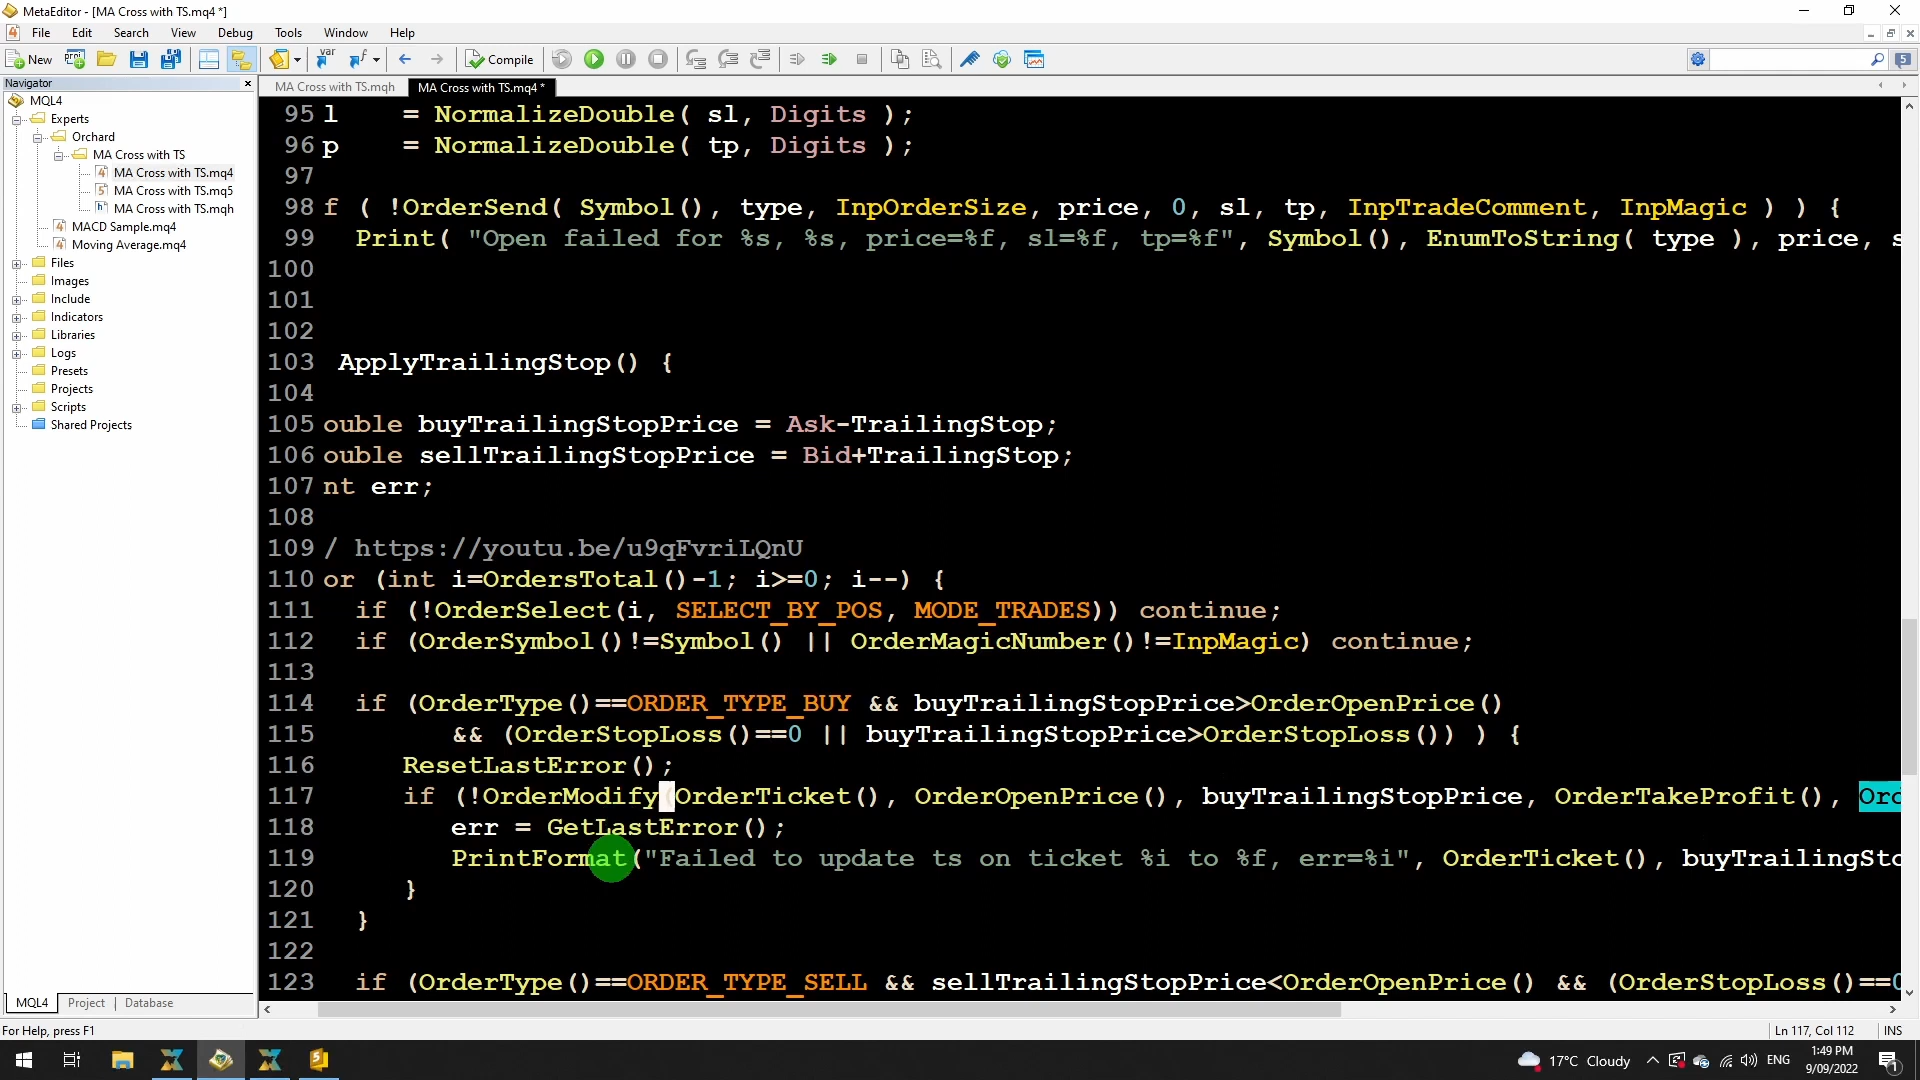 MetaEditor - [MA Cross with TS.mq4 *]
File Edit Search View Debug Tools Window Help
New Compile
Navigator
MA Cross with TS.mqh MA Cross with TS.mq4 *
MQL4
Experts
Orchard
MA Cross with TS
MA Cross with TS.mq4
MA Cross with TS.mq5
MA Cross with TS.mqh
MACD Sample.mq4
Moving Average.mq4
Files
Images
Include
Indicators
Libraries
Logs
Presets
Projects
Scripts
Shared Projects
MQL4 Project Database
95 l = NormalizeDouble( sl, Digits );
96 p = NormalizeDouble( tp, Digits );
97
98 f ( !OrderSend( Symbol(), type, InpOrderSize, price, 0, sl, tp, InpTradeComment, InpMagic ) ) {
99 Print( "Open failed for %s, %s, price=%f, sl=%f, tp=%f", Symbol(), EnumToString( type ), price, s
100
101
102
103 ApplyTrailingStop() {
104
105 ouble buyTrailingStopPrice = Ask-TrailingStop;
106 ouble sellTrailingStopPrice = Bid+TrailingStop;
107 nt err;
108
109 / https://youtu.be/u9qFvriLQnU
110 or (int i=OrdersTotal()-1; i>=0; i--) {
111 if (!OrderSelect(i, SELECT_BY_POS, MODE_TRADES)) continue;
112 if (OrderSymbol()!=Symbol() || OrderMagicNumber()!=InpMagic) continue;
113
114 if (OrderType()==ORDER_TYPE_BUY && buyTrailingStopPrice>OrderOpenPrice()
115 && (OrderStopLoss()==0 || buyTrailingStopPrice>OrderStopLoss()) ) {
116 ResetLastError();
117 if (!OrderModify(OrderTicket(), OrderOpenPrice(), buyTrailingStopPrice, OrderTakeProfit(), Ord
118 err = GetLastError();
119 PrintFormat("Failed to update ts on ticket %i to %f, err=%i", OrderTicket(), buyTrailingSto
120 }
121 }
122
123 if (OrderType()==ORDER_TYPE_SELL && sellTrailingStopPrice<OrderOpenPrice() && (OrderStopLoss()==0
For Help, press F1
Ln 117, Col 112 INS
17°C Cloudy ENG
1:49 PM
9/09/2022